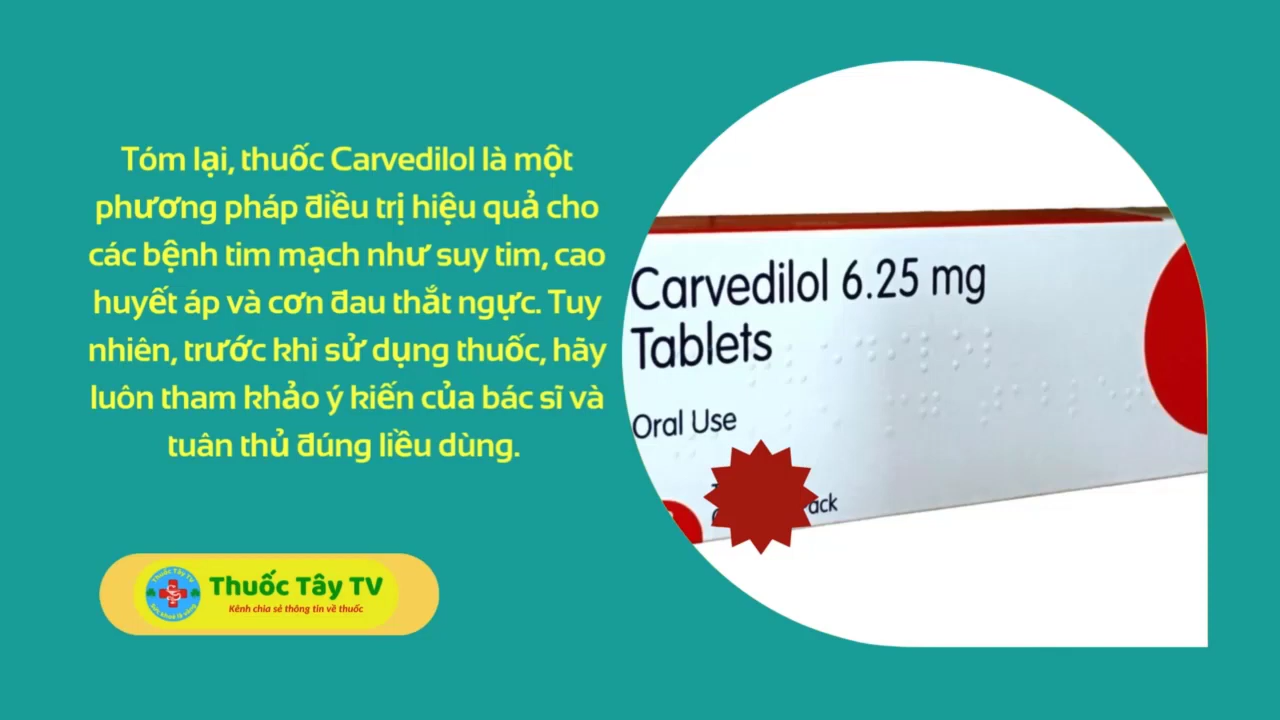 Tóm lại, thuốc Carvedilol là một
phương pháp điều trị hiệu quả cho
các bệnh tim mạch như suy tim, cao
huyết áp và cơn đau thắt ngực. Tuy
nhiên, trước khi sử dụng thuốc, hãy
luôn tham khảo ý kiến của bác sĩ và
tuân thủ đúng liều dùng.
Carvedilol 6.25 mg
Tablets
Oral Use
Thuốc Tây TV
Thuốc Tây TV
Kênh chia sẻ thông tin về thuốc